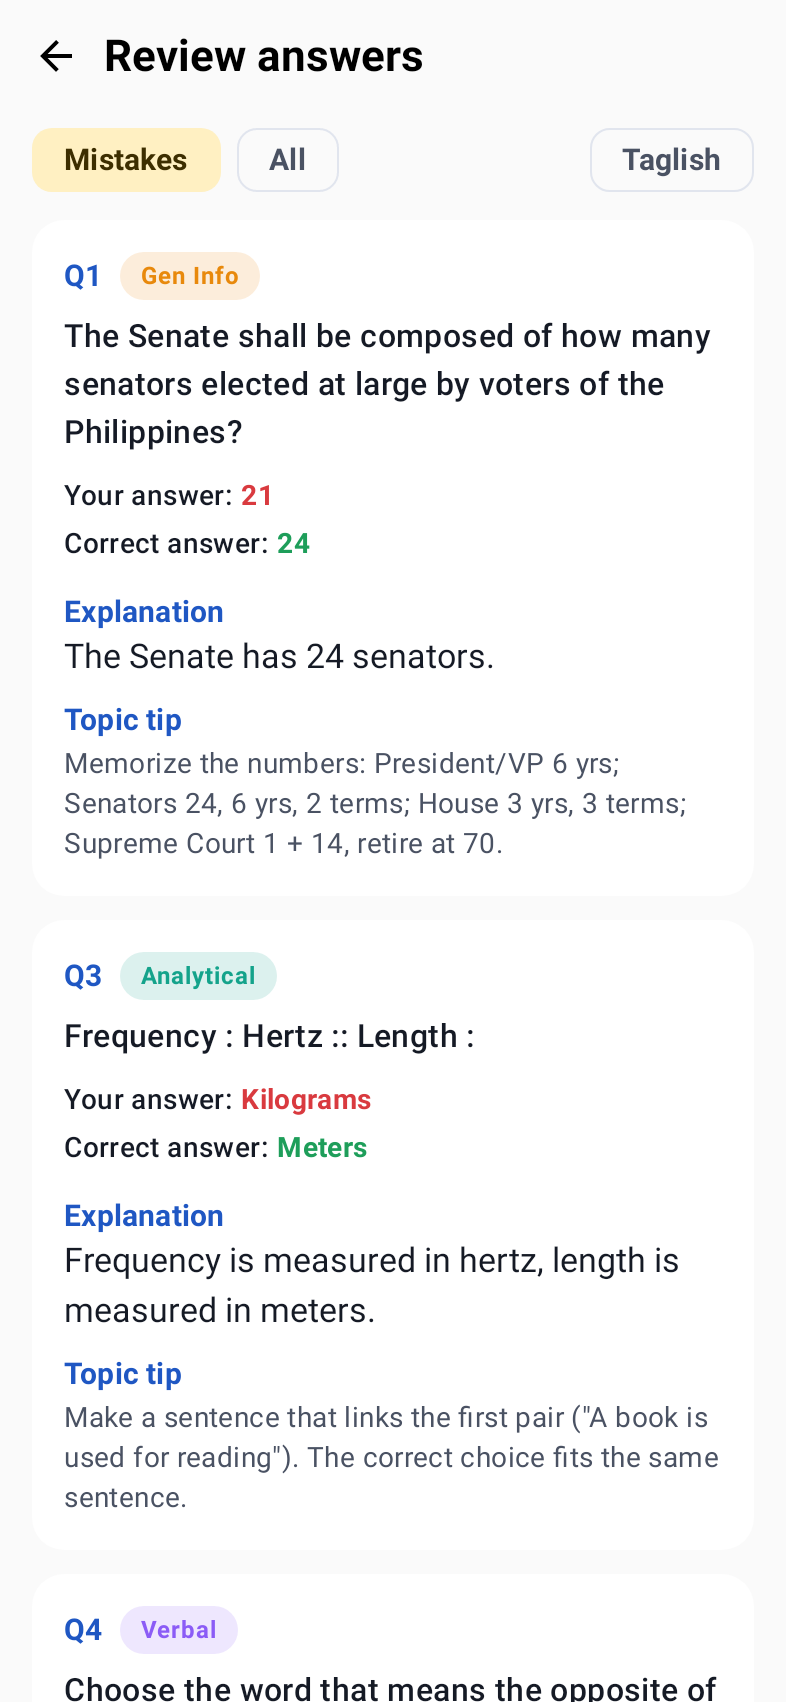 Review answers
Mistakes All Taglish
Q1 Gen Info
The Senate shall be composed of how many
senators elected at large by voters of the
Philippines?
Your answer: 21
Correct answer: 24
Explanation
The Senate has 24 senators.
Topic tip
Memorize the numbers: President/VP 6 yrs;
Senators 24, 6 yrs, 2 terms; House 3 yrs, 3 terms;
Supreme Court 1 + 14, retire at 70.
Q3 Analytical
Frequency : Hertz :: Length :
Your answer: Kilograms
Correct answer: Meters
Explanation
Frequency is measured in hertz, length is
measured in meters.
Topic tip
Make a sentence that links the first pair ("A book is
used for reading"). The correct choice fits the same
sentence.
Q4 Verbal
Choose the word that means the opposite of